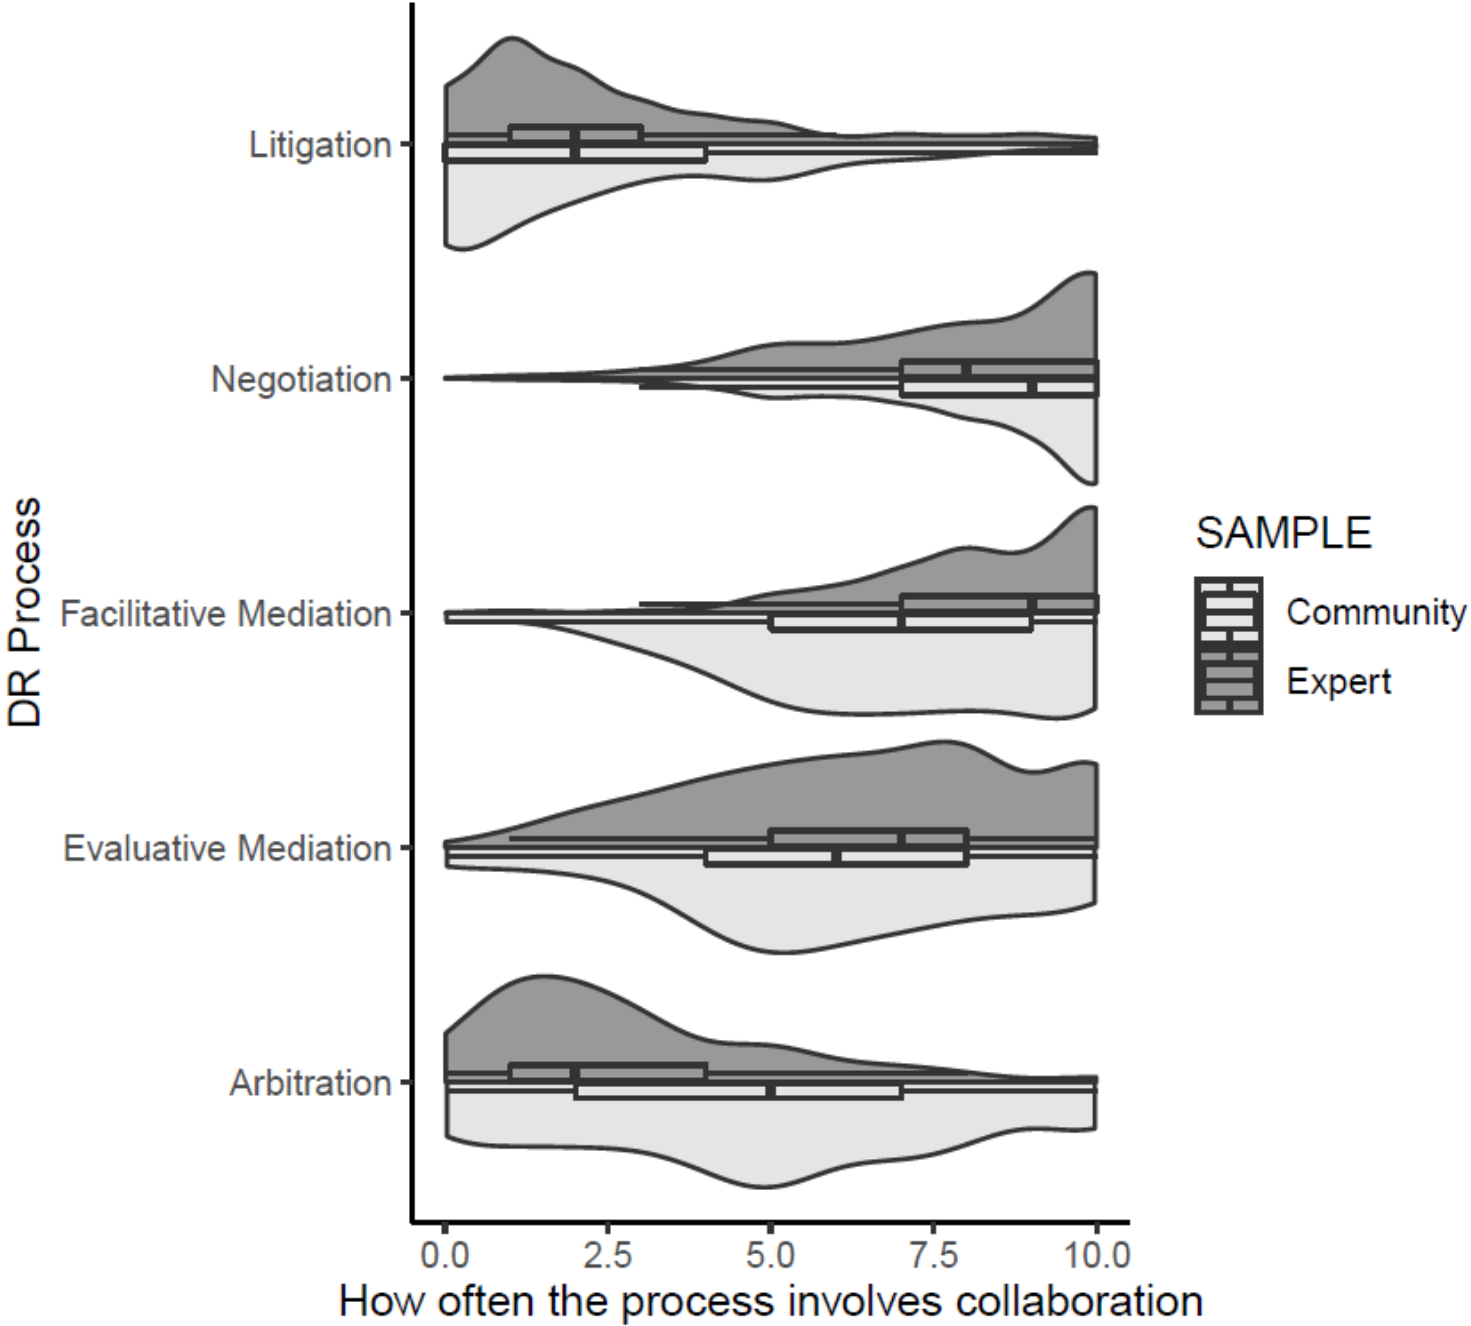 Litigation
Negotiation
Facilitative Mediation
Evaluative Mediation
Arbitration
DR Process
0.0 2.5 5.0 7.5 10.0
How often the process involves collaboration
SAMPLE
Community
Expert